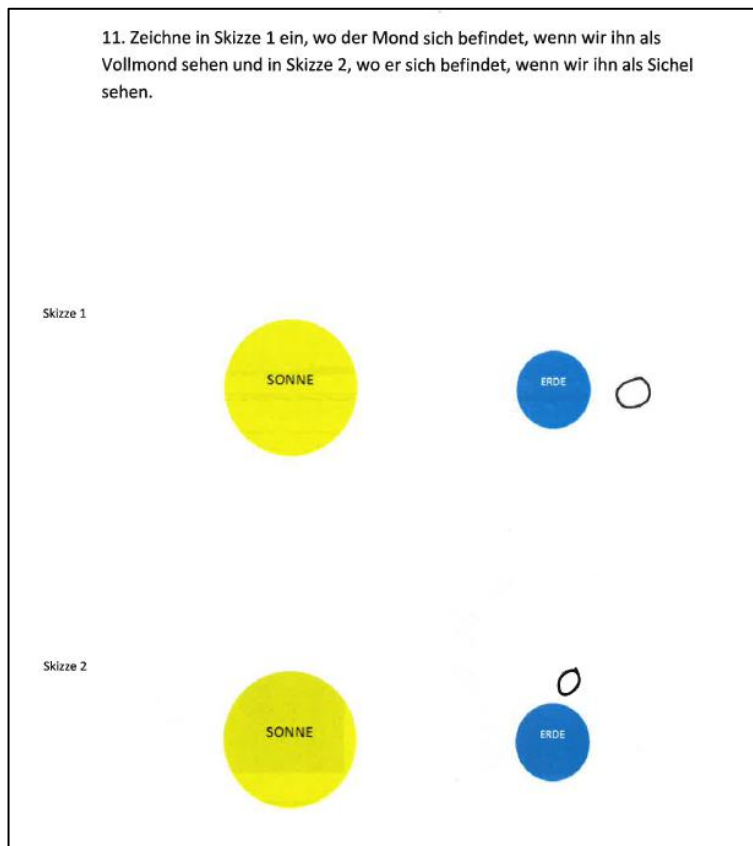 11. Zeichne in Skizze 1 ein, wo der Mond sich befindet, wenn wir ihn als
Vollmond sehen und in Skizze 2, wo er sich befindet, wenn wir ihn als Sichel
sehen.
Skizze 1
SONNE
ERDE
Skizze 2
SONNE
ERDE